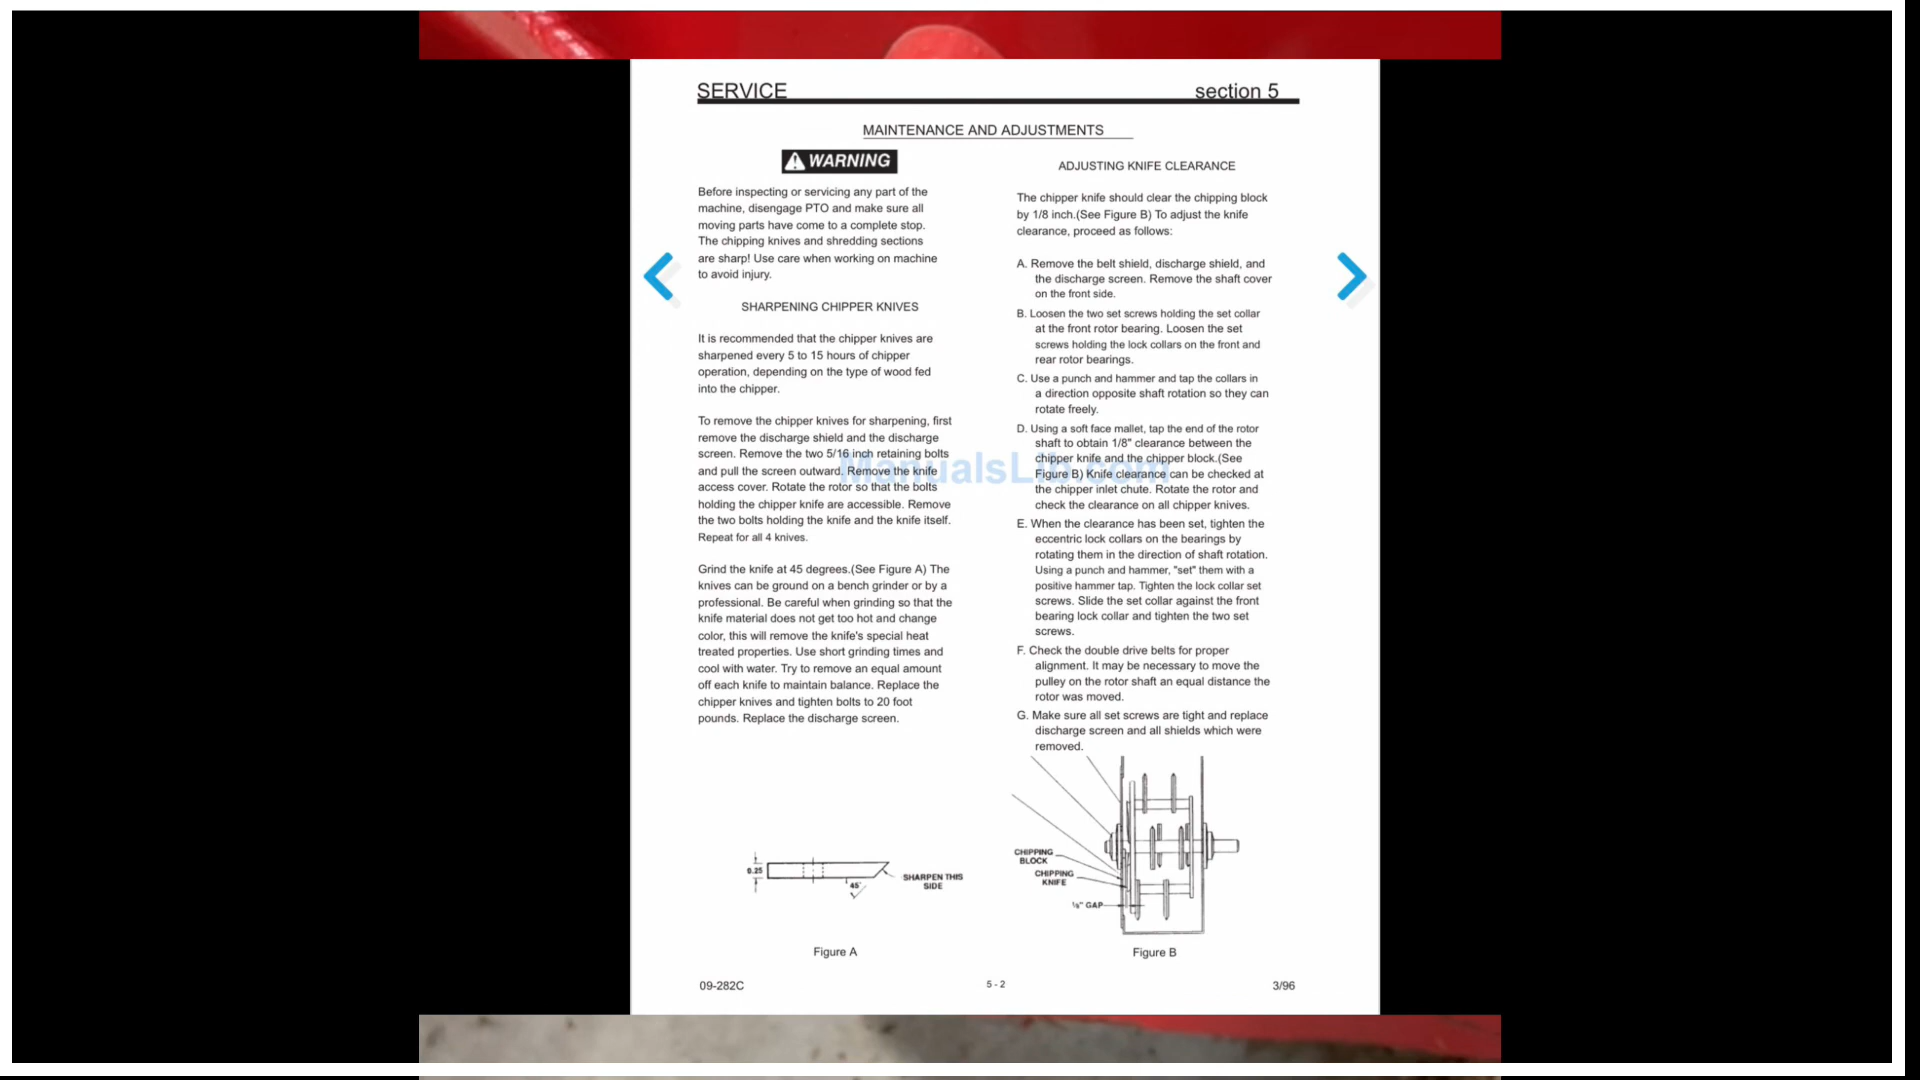 SERVICE section 5
MAINTENANCE AND ADJUSTMENTS
WARNING
Before inspecting or servicing any part of the
machine, disengage PTO and make sure all
moving parts have come to a complete stop.
The chipping knives and shredding sections
are sharp! Use care when working on machine
to avoid injury.
SHARPENING CHIPPER KNIVES
It is recommended that the chipper knives are
sharpened every 5 to 15 hours of chipper
operation, depending on the type of wood fed
into the chipper.
To remove the chipper knives for sharpening, first
remove the discharge shield and the discharge
screen. Remove the two 5/16 inch retaining bolts
and pull the screen outward. Remove the knife
access cover. Rotate the rotor so that the bolts
holding the chipper knife are accessible. Remove
the two bolts holding the knife and the knife itself.
Repeat for all 4 knives.
Grind the knife at 45 degrees.(See Figure A) The
knives can be ground on a bench grinder or by a
professional. Be careful when grinding so that the
knife material does not get too hot and change
color, this will remove the knife's special heat
treated properties. Use short grinding times and
cool with water. Try to remove an equal amount
off each knife to maintain balance. Replace the
chipper knives and tighten bolts to 20 foot
pounds. Replace the discharge screen.
0.25
45°
SHARPEN THIS
SIDE
Figure A
ADJUSTING KNIFE CLEARANCE
The chipper knife should clear the chipping block
by 1/8 inch.(See Figure B) To adjust the knife
clearance, proceed as follows:
A. Remove the belt shield, discharge shield, and
the discharge screen. Remove the shaft cover
on the front side.
B. Loosen the two set screws holding the set collar
at the front rotor bearing. Loosen the set
screws holding the lock collars on the front and
rear rotor bearings.
C. Use a punch and hammer and tap the collars in
a direction opposite shaft rotation so they can
rotate freely.
D. Using a soft face mallet, tap the end of the rotor
shaft to obtain 1/8" clearance between the
chipper knife and the chipper block.(See
Figure B) Knife clearance can be checked at
the chipper inlet chute. Rotate the rotor and
check the clearance on all chipper knives.
E. When the clearance has been set, tighten the
eccentric lock collars on the bearings by
rotating them in the direction of shaft rotation.
Using a punch and hammer, "set" them with a
positive hammer tap. Tighten the lock collar set
screws. Slide the set collar against the front
bearing lock collar and tighten the two set
screws.
F. Check the double drive belts for proper
alignment. It may be necessary to move the
pulley on the rotor shaft an equal distance the
rotor was moved.
G. Make sure all set screws are tight and replace
discharge screen and all shields which were
removed.
CHIPPING
BLOCK
CHIPPING
KNIFE
⅛" GAP
Figure B
ManualsLib.com
09-282C 5 - 2 3/96